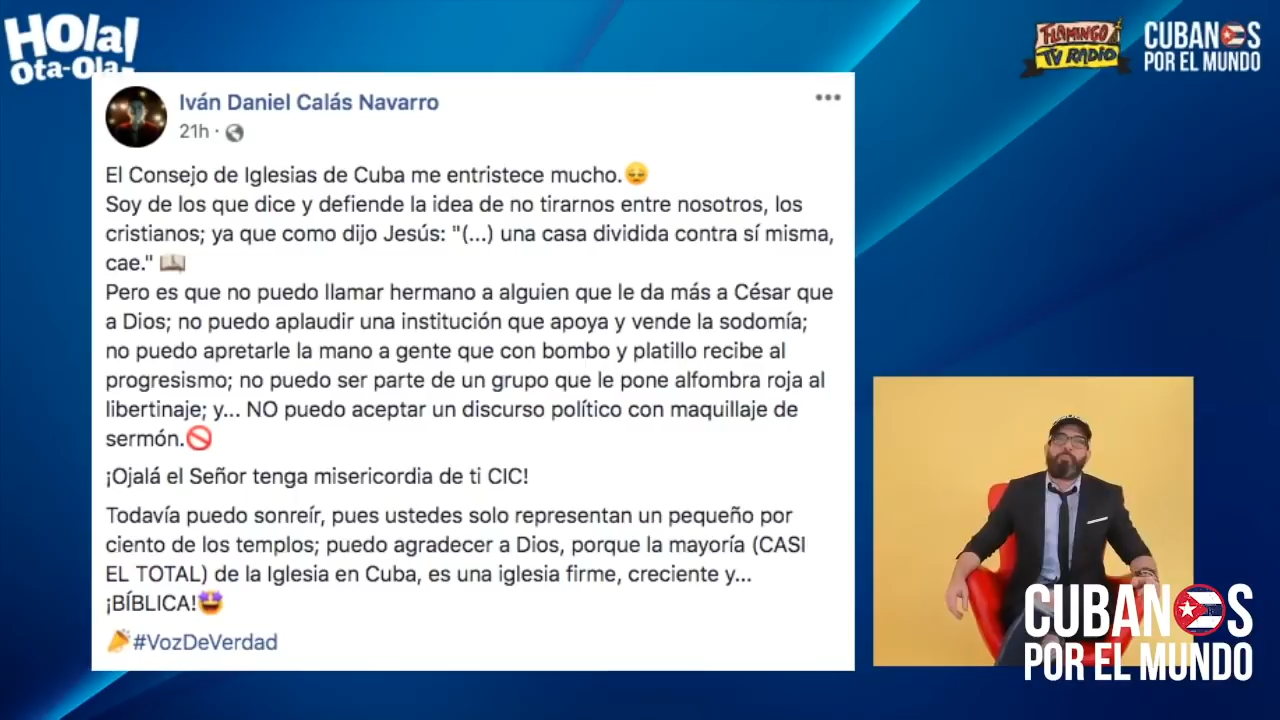 HOla!
Ota-Ola
FLAMINGO
TV RADIO
CUBANOS
POR EL MUNDO
Iván Daniel Calás Navarro
21h ·
El Consejo de Iglesias de Cuba me entristece mucho.😔
Soy de los que dice y defiende la idea de no tirarnos entre nosotros, los
cristianos; ya que como dijo Jesús: "(...) una casa dividida contra sí misma,
cae." 📖
Pero es que no puedo llamar hermano a alguien que le da más a César que
a Dios; no puedo aplaudir una institución que apoya y vende la sodomía;
no puedo apretarle la mano a gente que con bombo y platillo recibe al
progresismo; no puedo ser parte de un grupo que le pone alfombra roja al
libertinaje; y... NO puedo aceptar un discurso político con maquillaje de
sermón.🚫
¡Ojalá el Señor tenga misericordia de ti CIC!
Todavía puedo sonreír, pues ustedes solo representan un pequeño por
ciento de los templos; puedo agradecer a Dios, porque la mayoría (CASI
EL TOTAL) de la Iglesia en Cuba, es una iglesia firme, creciente y...
¡BÍBLICA!🤩
🎉#VozDeVerdad
CUBANOS
POR EL MUNDO